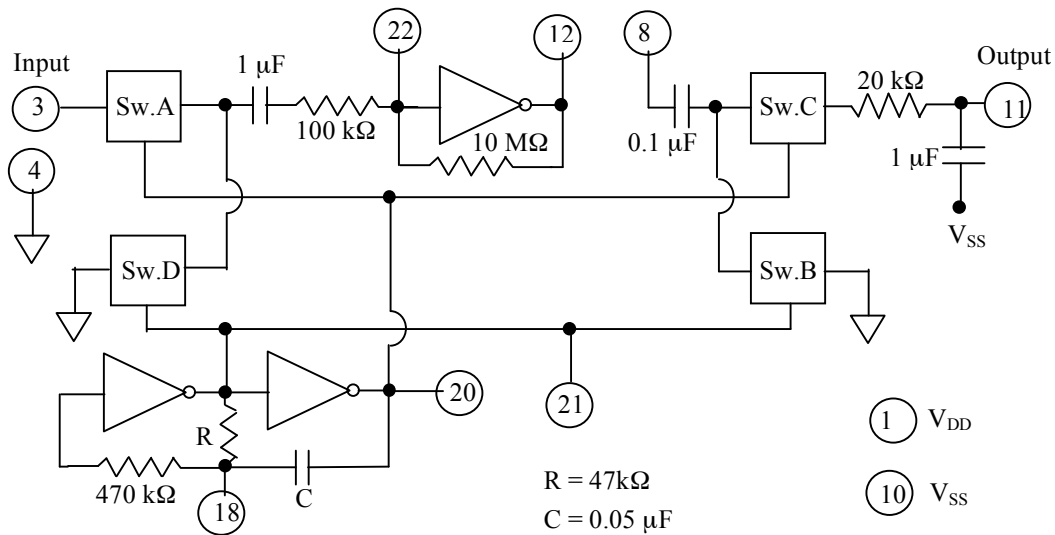 Input
3
Sw.A
1 μF
100 kΩ
22
12
10 MΩ
8
0.1 μF
Sw.C
20 kΩ
Output
11
1 μF
VSS
4
Sw.D
Sw.B
R
470 kΩ
18
C
20
21
R = 47kΩ
C = 0.05 μF
1 VDD
10 VSS